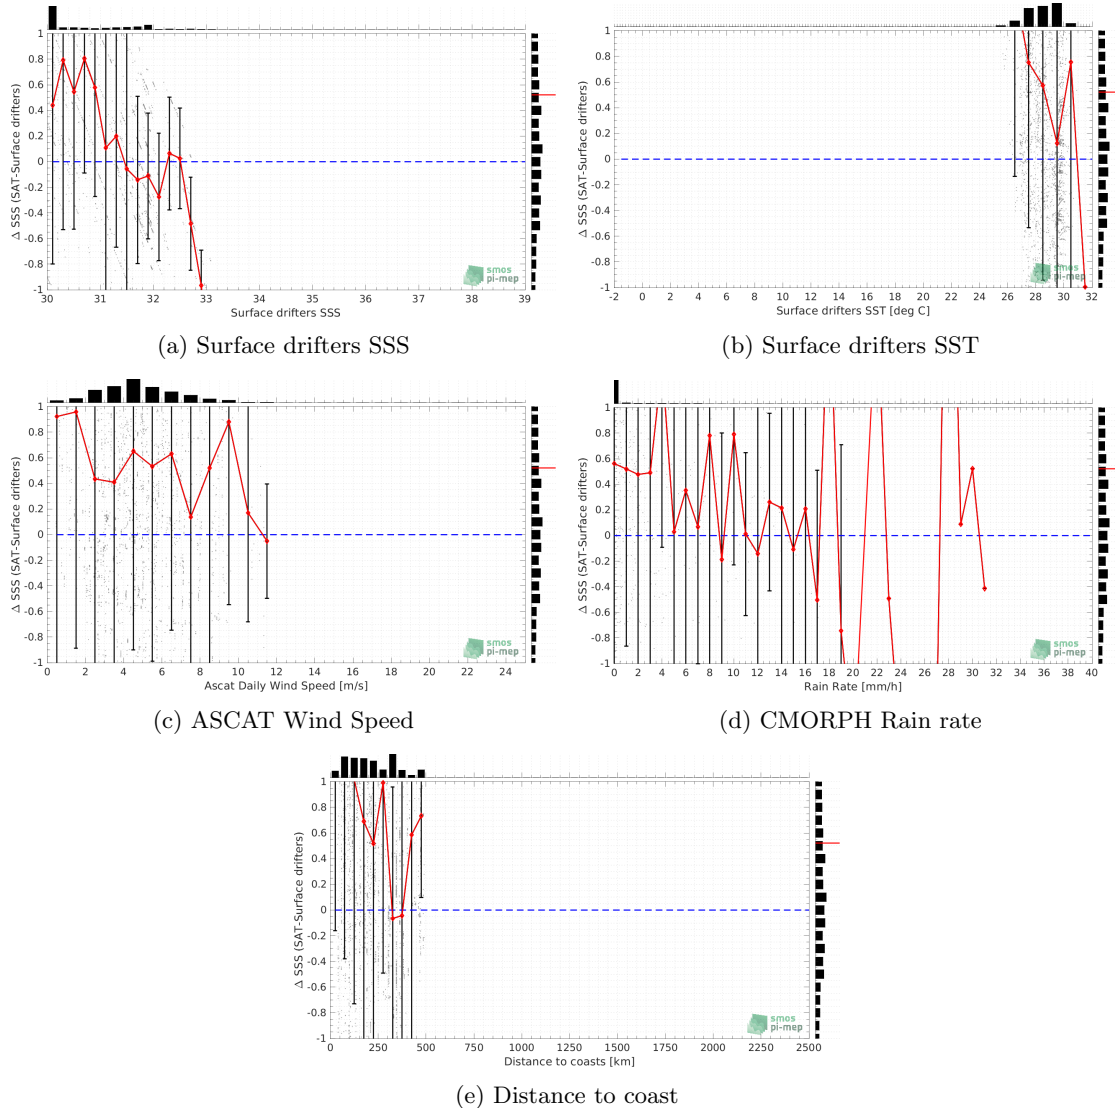 1
0.8
0.6
0.4
0.2
0
-0.2
-0.4
-0.6
-0.8
-1
Δ SSS (SAT-Surface drifters)
30 31 32 33 34 35 36 37 38 39
Surface drifters SSS
smos
pi-mep
(a) Surface drifters SSS
1
0.8
0.6
0.4
0.2
0
-0.2
-0.4
-0.6
-0.8
-1
Δ SSS (SAT-Surface drifters)
-2 0 2 4 6 8 10 12 14 16 18 20 22 24 26 28 30 32
Surface drifters SST [deg C]
smos
pi-mep
(b) Surface drifters SST
1
0.8
0.6
0.4
0.2
0
-0.2
-0.4
-0.6
-0.8
-1
Δ SSS (SAT-Surface drifters)
0 2 4 6 8 10 12 14 16 18 20 22 24
Ascat Daily Wind Speed [m/s]
smos
pi-mep
(c) ASCAT Wind Speed
1
0.8
0.6
0.4
0.2
0
-0.2
-0.4
-0.6
-0.8
-1
Δ SSS (SAT-Surface drifters)
0 2 4 6 8 10 12 14 16 18 20 22 24 26 28 30 32 34 36 38 40
Rain Rate [mm/h]
smos
pi-mep
(d) CMORPH Rain rate
1
0.8
0.6
0.4
0.2
0
-0.2
-0.4
-0.6
-0.8
-1
Δ SSS (SAT-Surface drifters)
0 250 500 750 1000 1250 1500 1750 2000 2250 2500
Distance to coasts [km]
smos
pi-mep
(e) Distance to coast